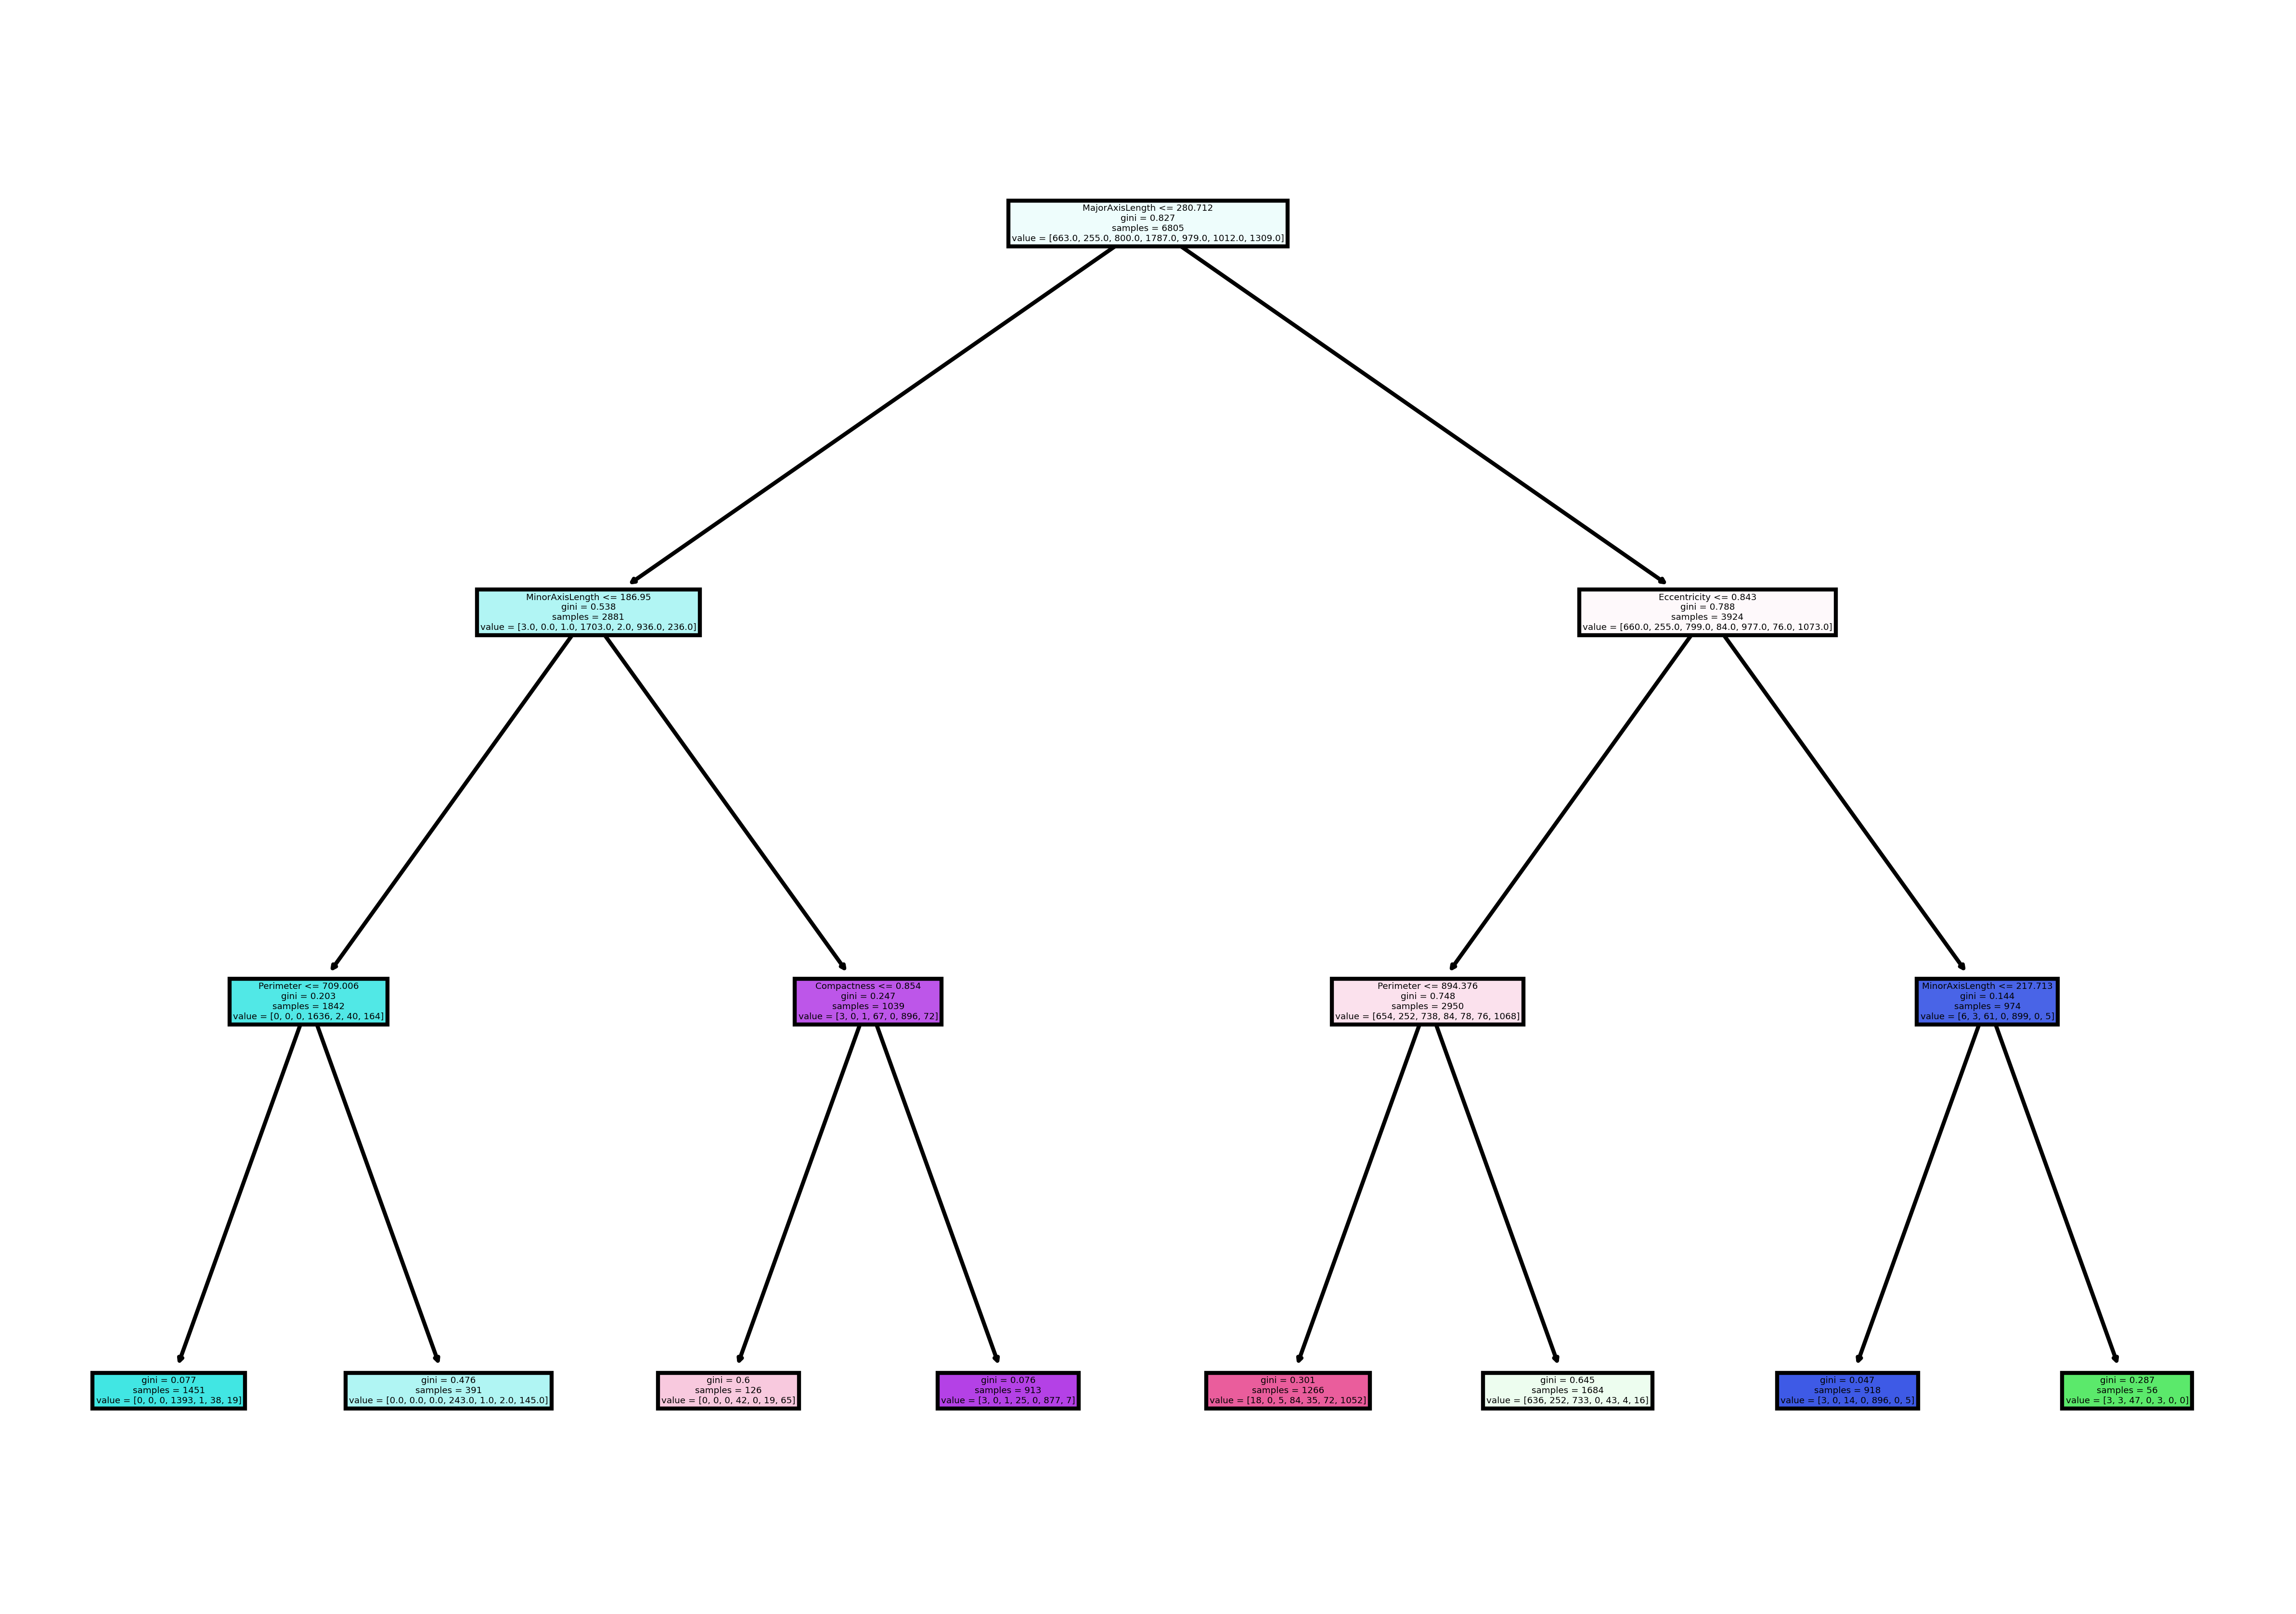 MajorAxisLength <= 280.712
gini = 0.827
samples = 6805
value = [663.0, 255.0, 800.0, 1787.0, 979.0, 1012.0, 1309.0]
MinorAxisLength <= 186.95
gini = 0.538
samples = 2881
value = [3.0, 0.0, 1.0, 1703.0, 2.0, 936.0, 236.0]
Eccentricity <= 0.843
gini = 0.788
samples = 3924
value = [660.0, 255.0, 799.0, 84.0, 977.0, 76.0, 1073.0]
Perimeter <= 709.006
gini = 0.203
samples = 1842
value = [0, 0, 0, 1636, 2, 40, 164]
Compactness <= 0.854
gini = 0.247
samples = 1039
value = [3, 0, 1, 67, 0, 896, 72]
Perimeter <= 894.376
gini = 0.748
samples = 2950
value = [654, 252, 738, 84, 78, 76, 1068]
MinorAxisLength <= 217.713
gini = 0.144
samples = 974
value = [6, 3, 61, 0, 899, 0, 5]
gini = 0.077
samples = 1451
value = [0, 0, 0, 1393, 1, 38, 19]
gini = 0.476
samples = 391
value = [0.0, 0.0, 0.0, 243.0, 1.0, 2.0, 145.0]
gini = 0.6
samples = 126
value = [0, 0, 0, 42, 0, 19, 65]
gini = 0.076
samples = 913
value = [3, 0, 1, 25, 0, 877, 7]
gini = 0.301
samples = 1266
value = [18, 0, 5, 84, 35, 72, 1052]
gini = 0.645
samples = 1684
value = [636, 252, 733, 0, 43, 4, 16]
gini = 0.047
samples = 918
value = [3, 0, 14, 0, 896, 0, 5]
gini = 0.287
samples = 56
value = [3, 3, 47, 0, 3, 0, 0]